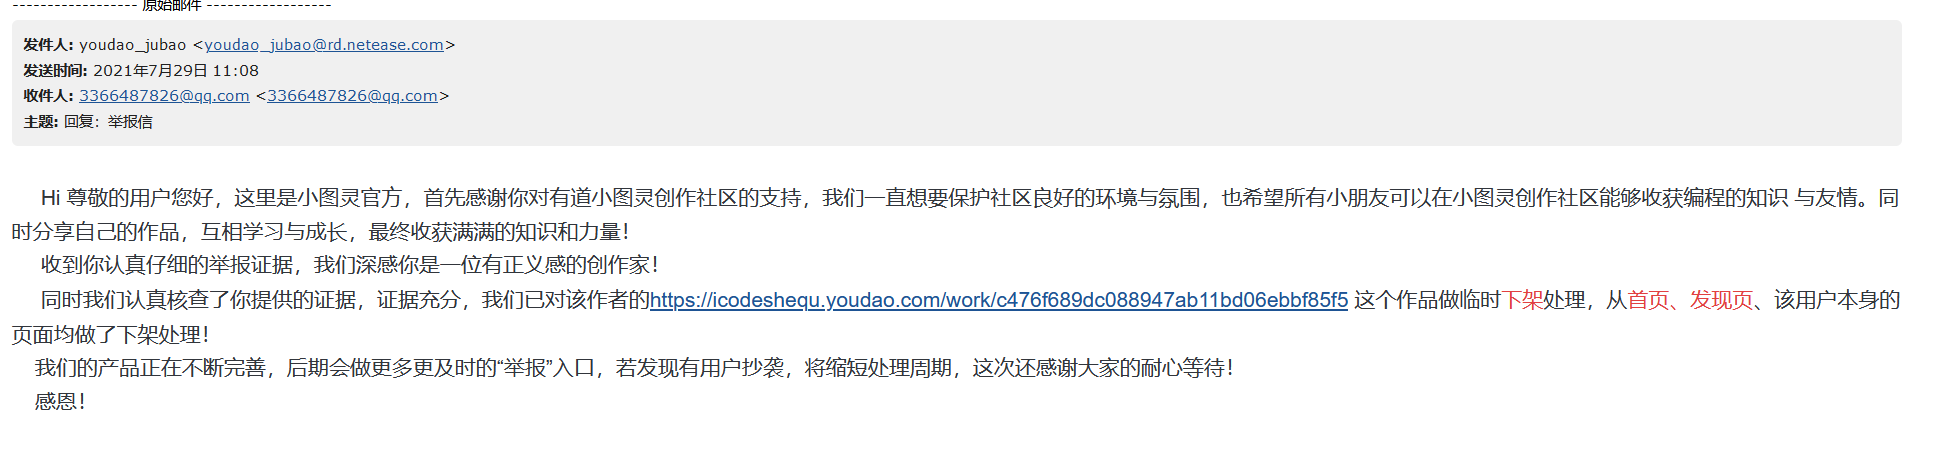 ------------------ 原始邮件 ------------------
发件人: youdao_jubao <youdao_jubao@rd.netease.com>
发送时间: 2021年7月29日 11:08
收件人: 3366487826@qq.com <3366487826@qq.com>
主题: 回复：举报信
Hi 尊敬的用户您好，这里是小图灵官方，首先感谢你对有道小图灵创作社区的支持，我们一直想要保护社区良好的环境与氛围，也希望所有小朋友可以在小图灵创作社区能够收获编程的知识 与友情。同
时分享自己的作品，互相学习与成长，最终收获满满的知识和力量！
收到你认真仔细的举报证据，我们深感你是一位有正义感的创作家！
同时我们认真核查了你提供的证据，证据充分，我们已对该作者的https://icodeshequ.youdao.com/work/c476f689dc088947ab11bd06ebbf85f5 这个作品做临时下架处理，从首页、发现页、该用户本身的
页面均做了下架处理！
我们的产品正在不断完善，后期会做更多更及时的“举报”入口，若发现有用户抄袭，将缩短处理周期，这次还感谢大家的耐心等待！
感恩！